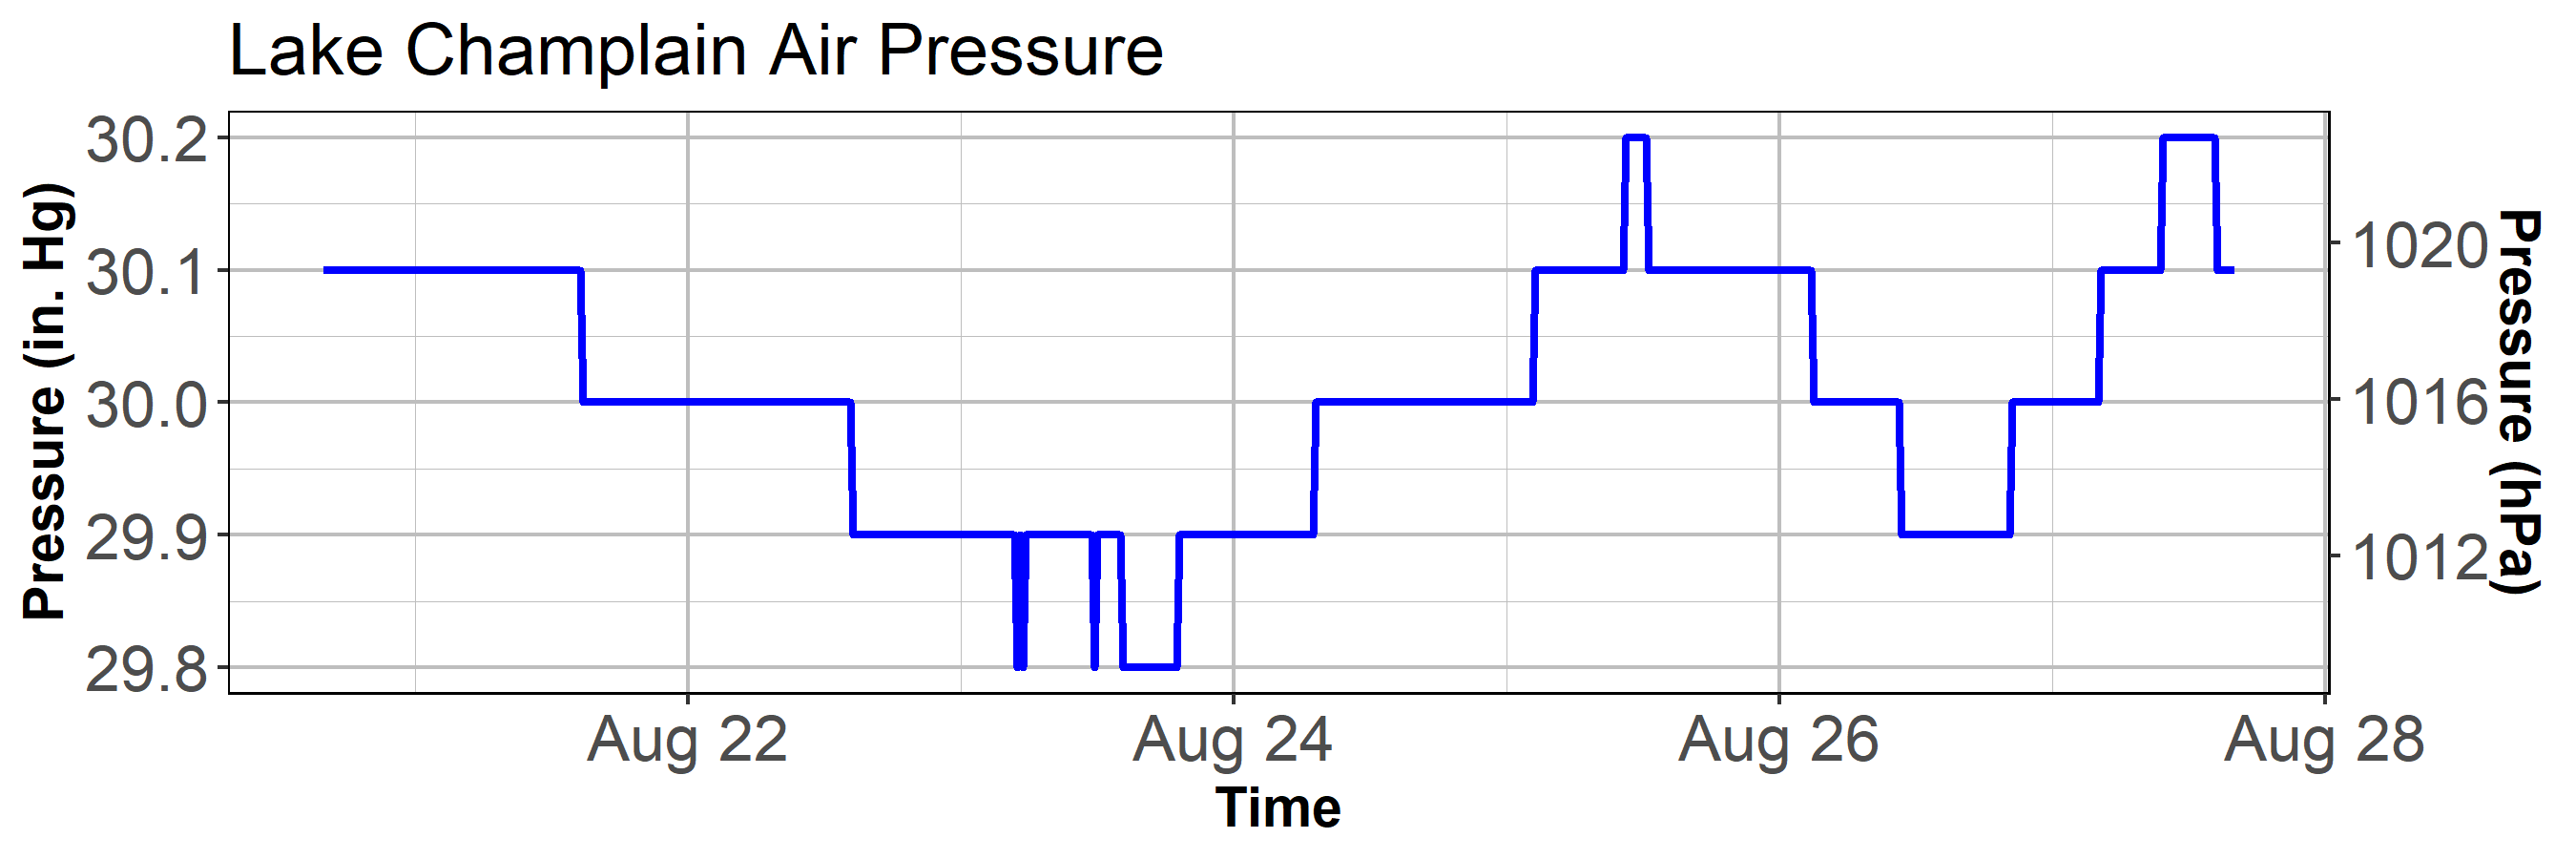 Lake Champlain Air Pressure
Pressure (in. Hg)
30.2
30.1
30.0
29.9
29.8
1020
1016
1012
Pressure (hPa)
Aug 22
Aug 24
Aug 26
Aug 28
Time